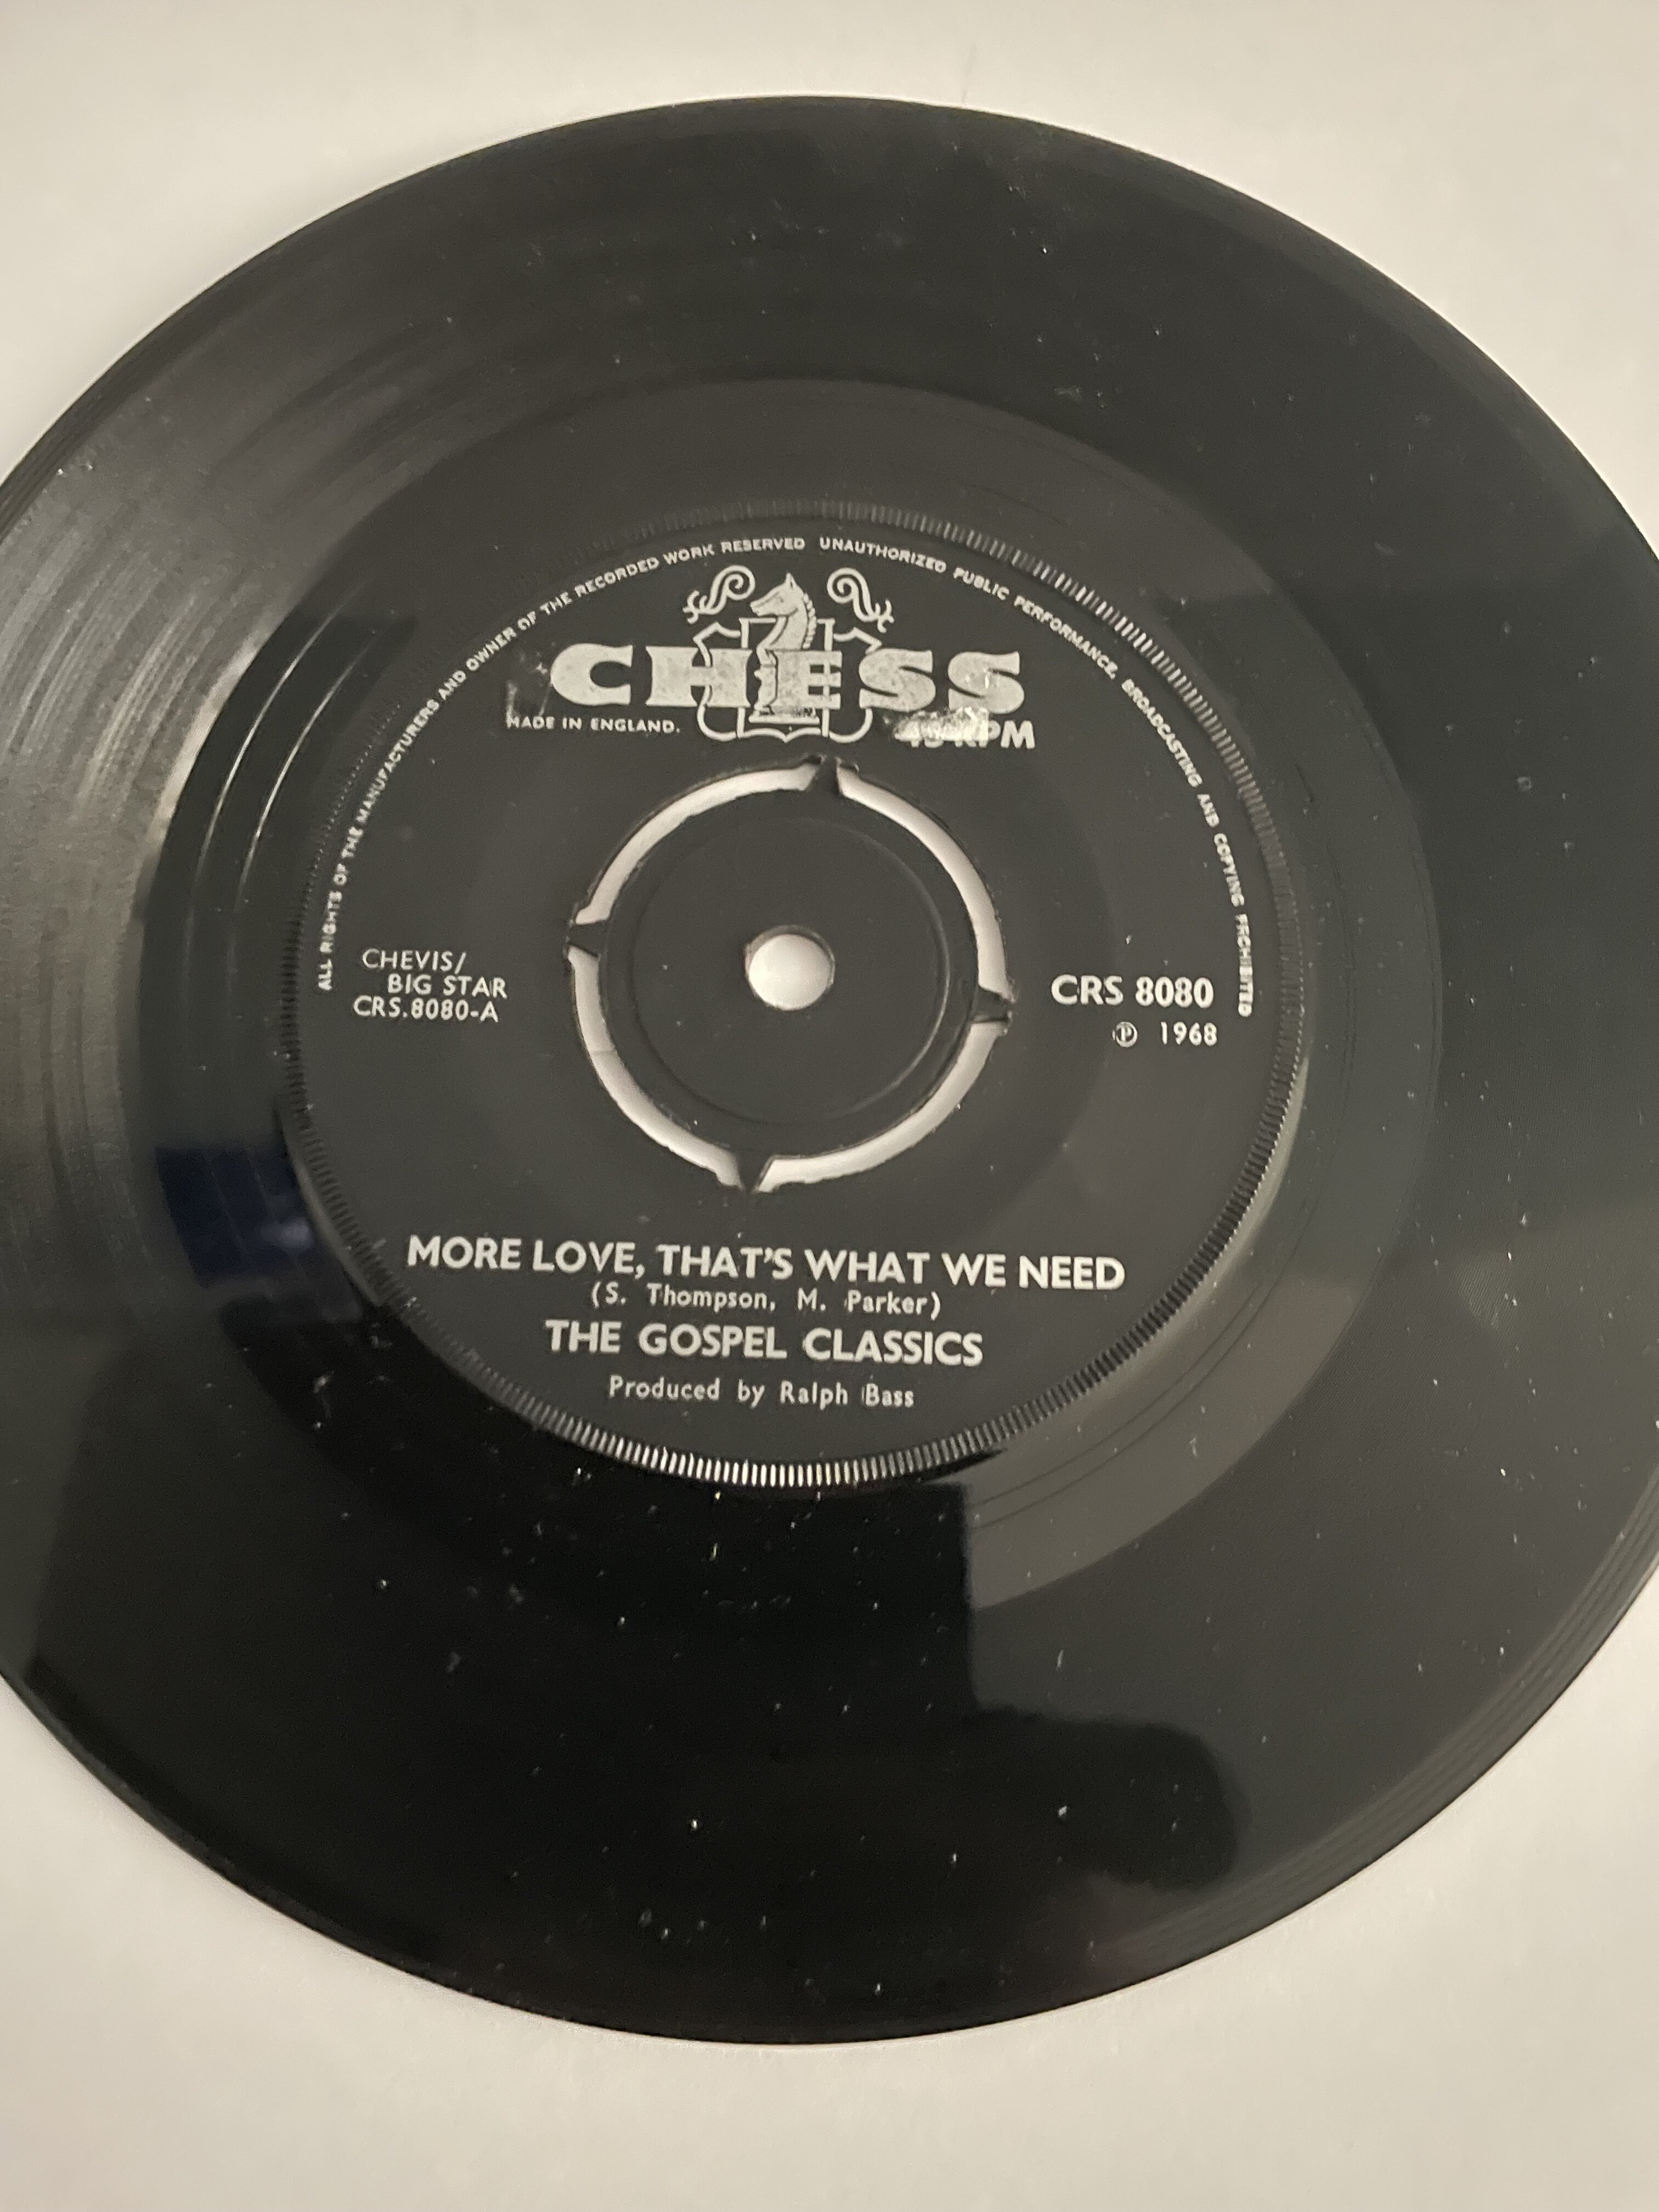 ALL RIGHTS OF THE MANUFACTURERS AND OWNER OF THE RECORDED WORK RESERVED UNAUTHORIZED PUBLIC PERFORMANCE, BROADCASTING AND COPYING PROHIBITED
CHESS
MADE IN ENGLAND.
45 RPM
CHEVIS/
BIG STAR
CRS.8080-A
CRS 8080
℗ 1968
MORE LOVE, THAT'S WHAT WE NEED
(S. Thompson, M. Parker)
THE GOSPEL CLASSICS
Produced by Ralph Bass